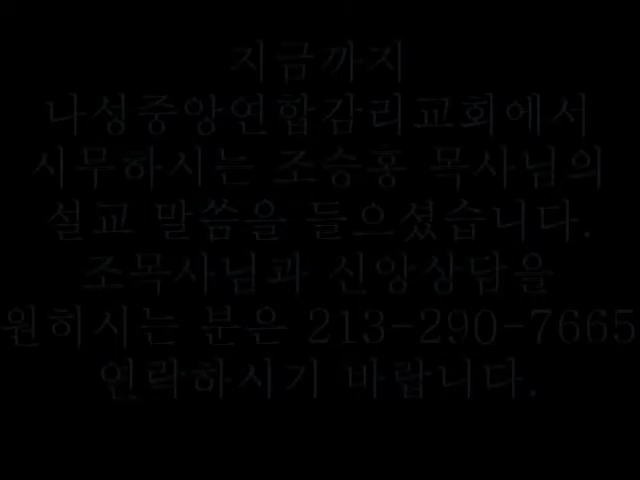 지금까지
나성중앙연합감리교회에서
시무하시는 조승홍 목사님의
설교 말씀을 들으셨습니다.
조목사님과 신앙상담을
원하시는 분은 213-290-7665
연락하시기 바랍니다.